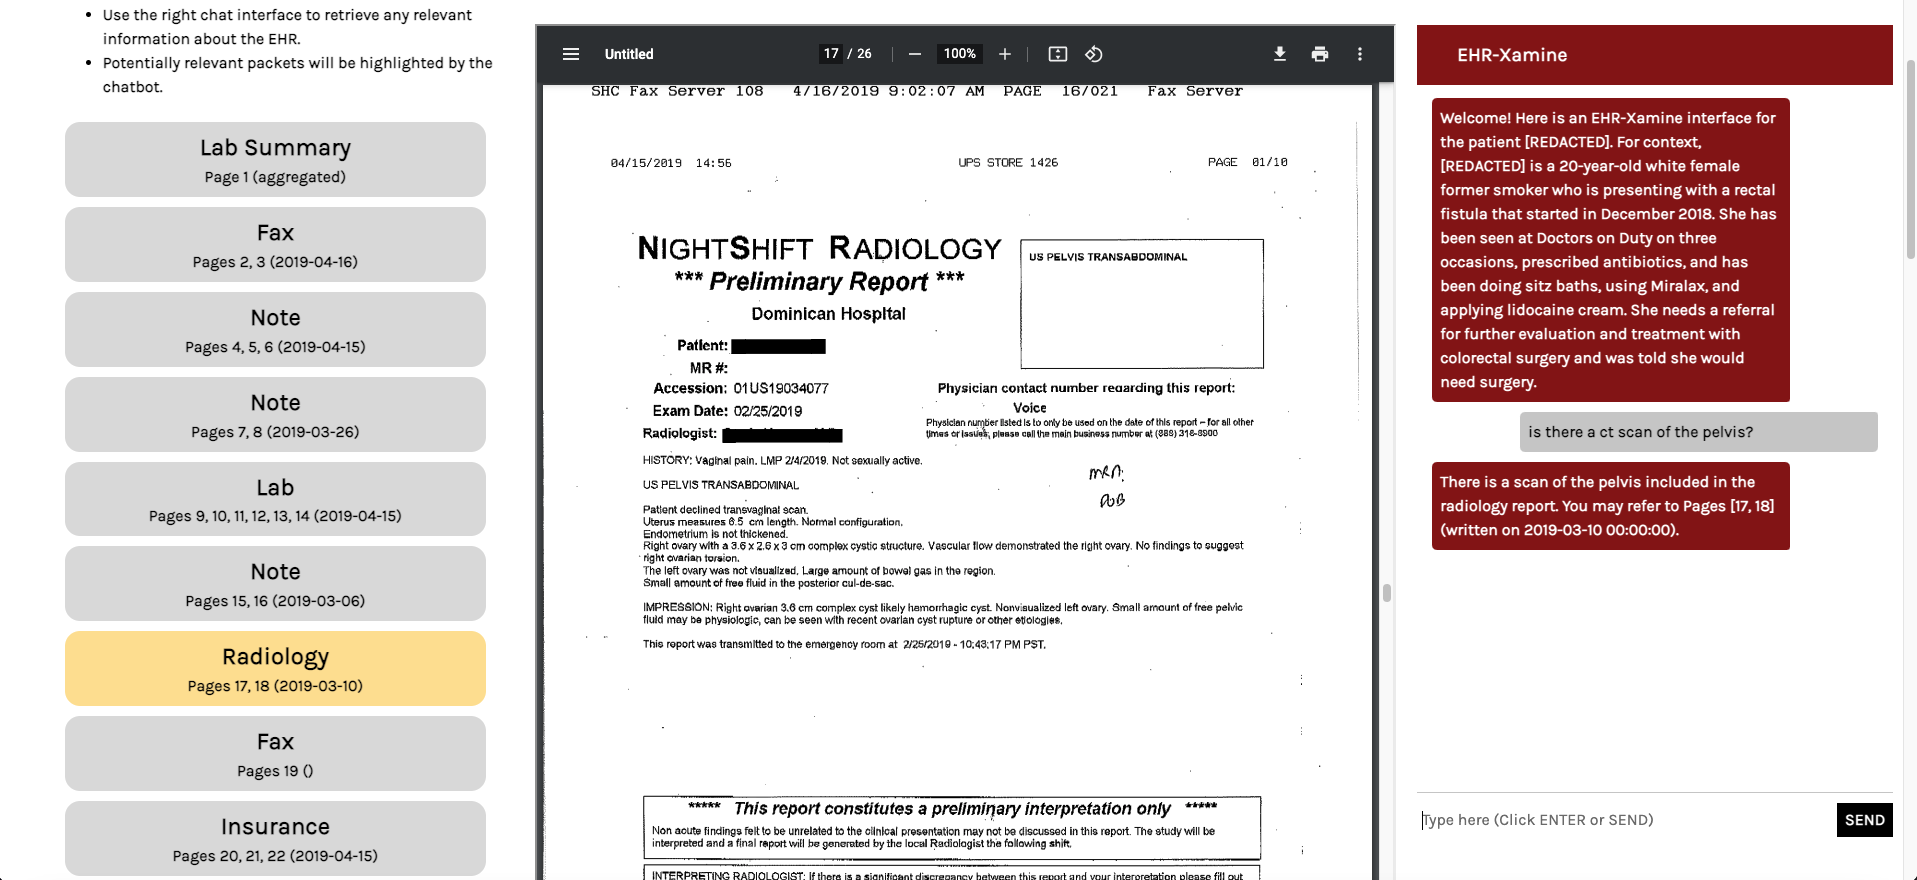 Use the right chat interface to retrieve any relevant
information about the EHR.
Potentially relevant packets will be highlighted by the
chatbot.
Lab Summary
Page 1 (aggregated)
Fax
Pages 2, 3 (2019-04-16)
Note
Pages 4, 5, 6 (2019-04-15)
Note
Pages 7, 8 (2019-03-26)
Lab
Pages 9, 10, 11, 12, 13, 14 (2019-04-15)
Note
Pages 15, 16 (2019-03-06)
Radiology
Pages 17, 18 (2019-03-10)
Fax
Pages 19 ()
Insurance
Pages 20, 21, 22 (2019-04-15)
Untitled
17 / 26
100%
SHC Fax Server 108 4/16/2019 9:02:07 AM PAGE 16/021 Fax Server
04/15/2019 14:56 UPS STORE 1426 PAGE 01/10
NIGHTSHIFT RADIOLOGY
*** Preliminary Report ***
Dominican Hospital
US PELVIS TRANSABDOMINAL
Patient:
MR #:
Accession: 01US19034077
Exam Date: 02/25/2019
Radiologist:
Physician contact number regarding this report:
Voice
Physician number listed is to only be used on the date of this report – for all other
times or issues, please call the main business number at (888) 316-8900
HISTORY: Vaginal pain. LMP 2/4/2019. Not sexually active.
MRN:
DOB
US PELVIS TRANSABDOMINAL
Patient declined transvaginal scan.
Uterus measures 6.5 cm length. Normal configuration.
Endometrium is not thickened.
Right ovary with a 3.6 x 2.6 x 3 cm complex cystic structure. Vascular flow demonstrated the right ovary. No findings to suggest
right ovarian torsion.
The left ovary was not visualized. Large amount of bowel gas in the region.
Small amount of free fluid in the posterior cul-de-sac.
IMPRESSION: Right ovarian 3.6 cm complex cyst likely hemorrhagic cyst. Nonvisualized left ovary. Small amount of free pelvic
fluid may be physiologic, can be seen with recent ovarian cyst rupture or other etiologies.
This report was transmitted to the emergency room at 2/25/2019 - 10:43:17 PM PST.
***** This report constitutes a preliminary interpretation only *****
Non acute findings felt to be unrelated to the clinical presentation may not be discussed in this report. The study will be
interpreted and a final report will be generated by the local Radiologist the following shift.
INTERPRETING RADIOLOGIST: If there is a significant discrepancy between this report and your interpretation please fill out
EHR-Xamine
Welcome! Here is an EHR-Xamine interface for
the patient [REDACTED]. For context,
[REDACTED] is a 20-year-old white female
former smoker who is presenting with a rectal
fistula that started in December 2018. She has
been seen at Doctors on Duty on three
occasions, prescribed antibiotics, and has
been doing sitz baths, using Miralax, and
applying lidocaine cream. She needs a referral
for further evaluation and treatment with
colorectal surgery and was told she would
need surgery.
is there a ct scan of the pelvis?
There is a scan of the pelvis included in the
radiology report. You may refer to Pages [17, 18]
(written on 2019-03-10 00:00:00).
Type here (Click ENTER or SEND)
SEND